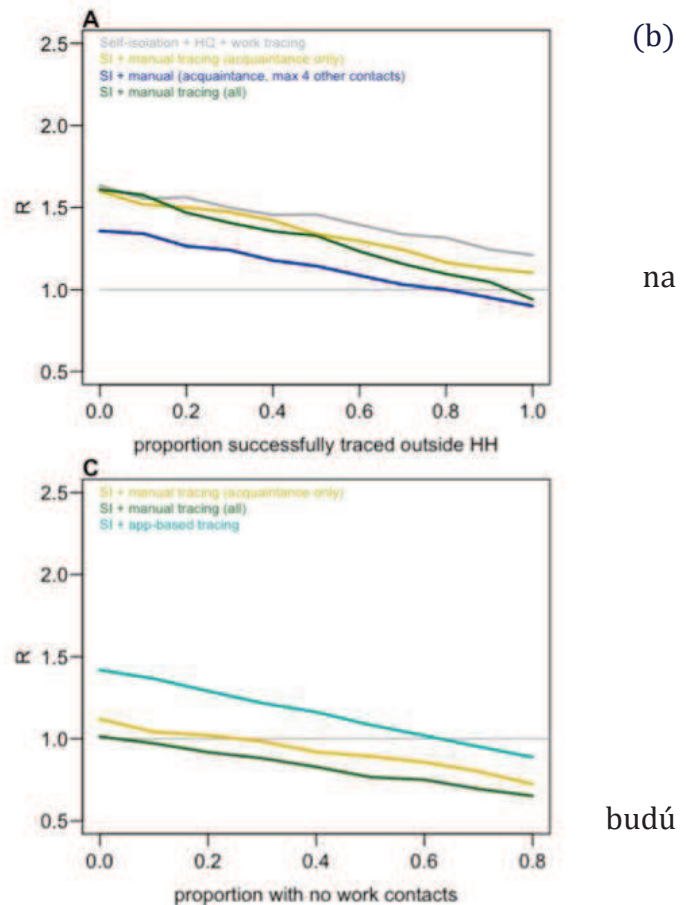 A
(b)
2.5
Self-isolation + HQ + work tracing
SI + manual tracing (acquaintance only)
SI + manual (acquaintance, max 4 other contacts)
SI + manual tracing (all)
2.0
1.5
R
na
1.0
0.5
0.0 0.2 0.4 0.6 0.8 1.0
proportion successfully traced outside HH
C
2.5
SI + manual tracing (acquaintance only)
SI + manual tracing (all)
SI + app-based tracing
2.0
1.5
R
1.0
0.5
budú
0.0 0.2 0.4 0.6 0.8
proportion with no work contacts